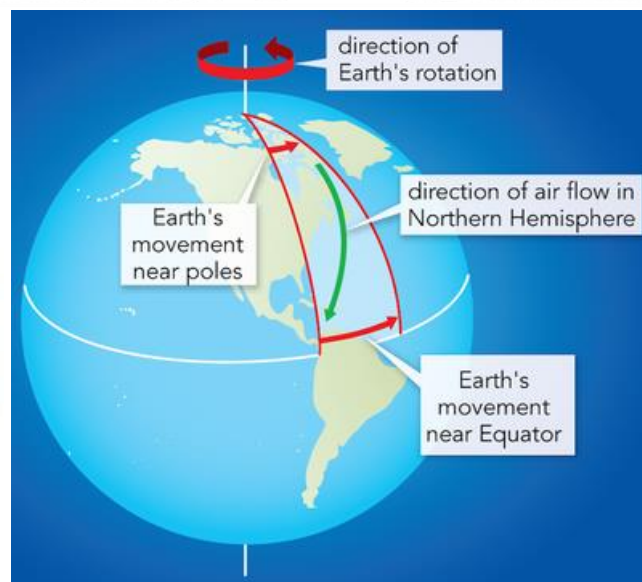 direction of
Earth's rotation
direction of air flow in
Northern Hemisphere
Earth's
movement
near poles
Earth's
movement
near Equator